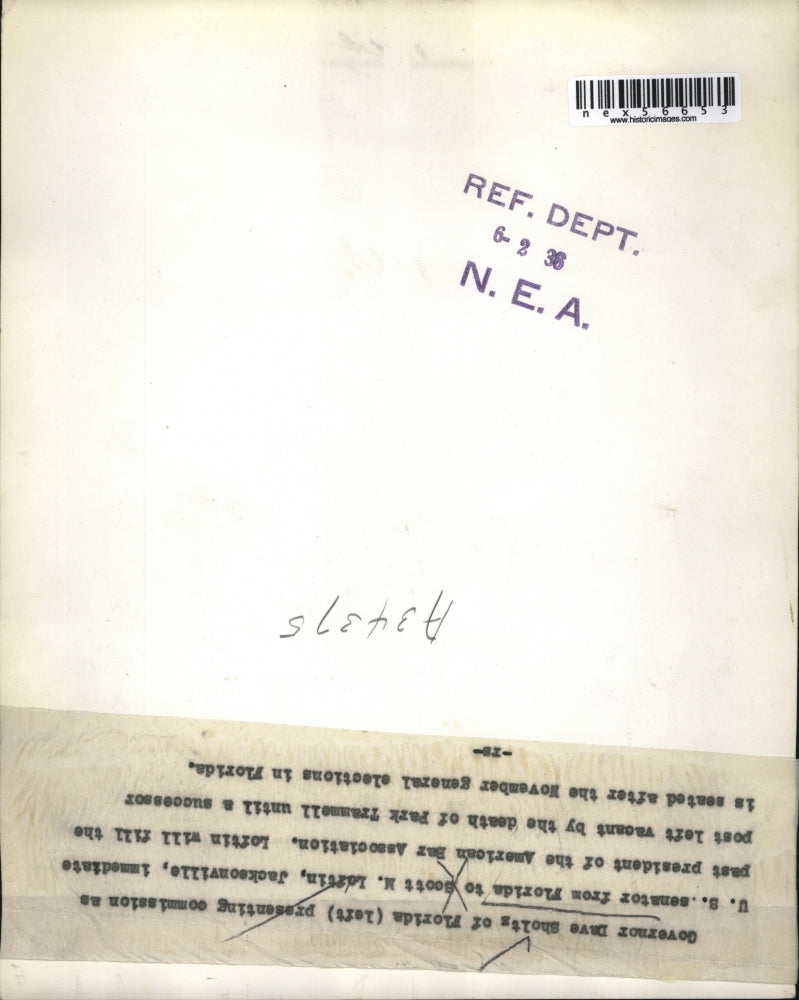 nex56653
www.historicimages.com
REF. DEPT.
6- 2 36
N. E. A.
A34375
Governor Dave Sholtz of Florida (left) presenting commission as
U. S. senator from Florida to Scott M. Loftin, Jacksonville, immediate
past president of the American Bar Association. Loftin will fill the
post left vacant by the death of Park Trammell until a successor
is seated after the November general elections in Florida.
-rs-